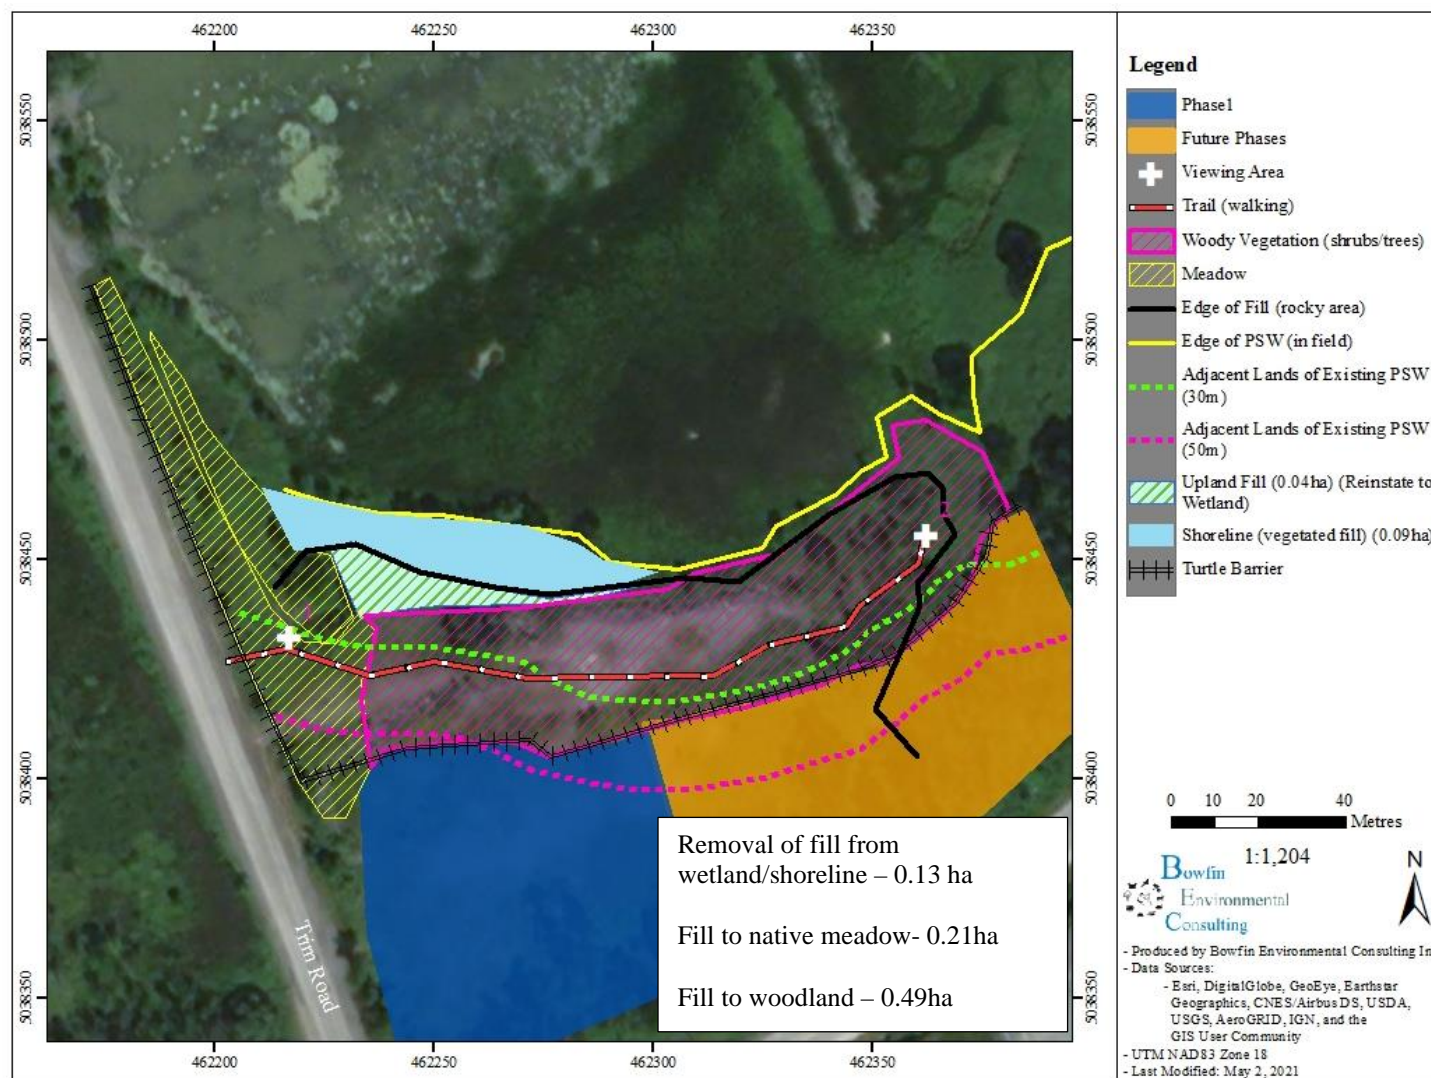 462200 462250 462300 462350
5038550 5038550
5038500 5038500
5038450 5038450
5038400 5038400
5038350 5038350
462200 462250 462300 462350
Trim Road
1
2
Removal of fill from
wetland/shoreline – 0.13 ha
Fill to native meadow- 0.21ha
Fill to woodland – 0.49ha
Legend
Phase1
Future Phases
Viewing Area
Trail (walking)
Woody Vegetation (shrubs/trees)
Meadow
Edge of Fill (rocky area)
Edge of PSW (in field)
Adjacent Lands of Existing PSW
(30m)
Adjacent Lands of Existing PSW
(50m)
Upland Fill (0.04ha) (Reinstate to
Wetland)
Shoreline (vegetated fill) (0.09ha)
Turtle Barrier
0 10 20 40
Metres
1:1,204
N
Bowfin
Environmental
Consulting
- Produced by Bowfin Environmental Consulting In
- Data Sources:
- Esri, DigitalGlobe, GeoEye, Earthstar
Geographics, CNES/Airbus DS, USDA,
USGS, AeroGRID, IGN, and the
GIS User Community
- UTM NAD83 Zone 18
- Last Modified: May 2, 2021